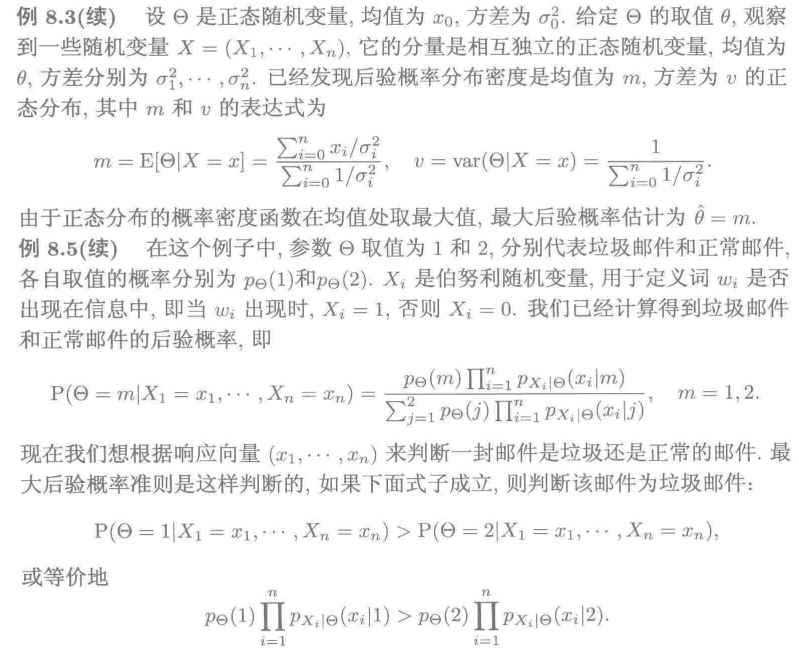 例 8.3(续) 设 Θ 是正态随机变量, 均值为 $x_0$, 方差为 $\sigma_0^2$. 给定 Θ 的取值 θ, 观察
到一些随机变量 $X = (X_1, \cdots, X_n)$, 它的分量是相互独立的正态随机变量, 均值为
θ, 方差分别为 $\sigma_1^2, \cdots, \sigma_n^2$. 已经发现后验概率分布密度是均值为 $m$, 方差为 $v$ 的正
态分布, 其中 $m$ 和 $v$ 的表达式为
$m = \mathrm{E}[\Theta|X = x] = \frac{\sum_{i=0}^{n} x_i/\sigma_i^2}{\sum_{i=0}^{n} 1/\sigma_i^2}, \quad v = \mathrm{var}(\Theta|X = x) = \frac{1}{\sum_{i=0}^{n} 1/\sigma_i^2}.$
由于正态分布的概率密度函数在均值处取最大值, 最大后验概率估计为 $\hat{\theta} = m$.
例 8.5(续) 在这个例子中, 参数 Θ 取值为 1 和 2, 分别代表垃圾邮件和正常邮件,
各自取值的概率分别为 $p_\Theta(1)$和$p_\Theta(2)$. $X_i$ 是伯努利随机变量, 用于定义词 $w_i$ 是否
出现在信息中, 即当 $w_i$ 出现时, $X_i = 1$, 否则 $X_i = 0$. 我们已经计算得到垃圾邮件
和正常邮件的后验概率, 即
$\mathrm{P}(\Theta = m|X_1 = x_1, \cdots, X_n = x_n) = \frac{p_\Theta(m) \prod_{i=1}^{n} p_{X_i|\Theta}(x_i|m)}{\sum_{j=1}^{2} p_\Theta(j) \prod_{i=1}^{n} p_{X_i|\Theta}(x_i|j)}, \quad m = 1, 2.$
现在我们想根据响应向量 $(x_1, \cdots, x_n)$ 来判断一封邮件是垃圾还是正常的邮件. 最
大后验概率准则是这样判断的, 如果下面式子成立, 则判断该邮件为垃圾邮件：
$\mathrm{P}(\Theta = 1|X_1 = x_1, \cdots, X_n = x_n) > \mathrm{P}(\Theta = 2|X_1 = x_1, \cdots, X_n = x_n),$
或等价地
$p_\Theta(1) \prod_{i=1}^{n} p_{X_i|\Theta}(x_i|1) > p_\Theta(2) \prod_{i=1}^{n} p_{X_i|\Theta}(x_i|2).$